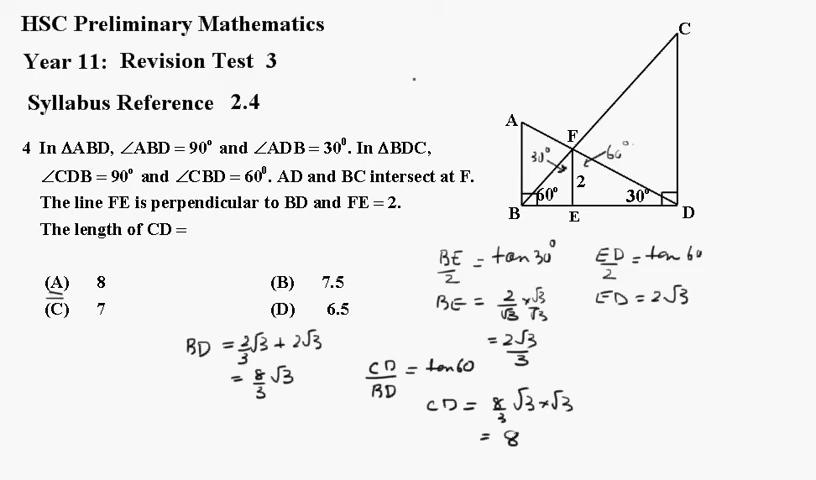 HSC Preliminary Mathematics
Year 11: Revision Test 3
Syllabus Reference 2.4
4 In ΔABD, ∠ABD = 90° and ∠ADB = 30⁰. In ΔBDC,
∠CDB = 90° and ∠CBD = 60⁰. AD and BC intersect at F.
The line FE is perpendicular to BD and FE = 2.
The length of CD =
(A) 8 (B) 7.5
(C) 7 (D) 6.5
C
A
F
30° 60°
2
60° 30°
B E D
BE/2 = tan 30° ED/2 = tan 60
BE = 2/√3 × √3/√3 ED = 2√3
= 2√3/3
BD = 2/3 √3 + 2√3
= 8/3 √3
CD/BD = tan 60
CD = 8/3 √3 × √3
= 8